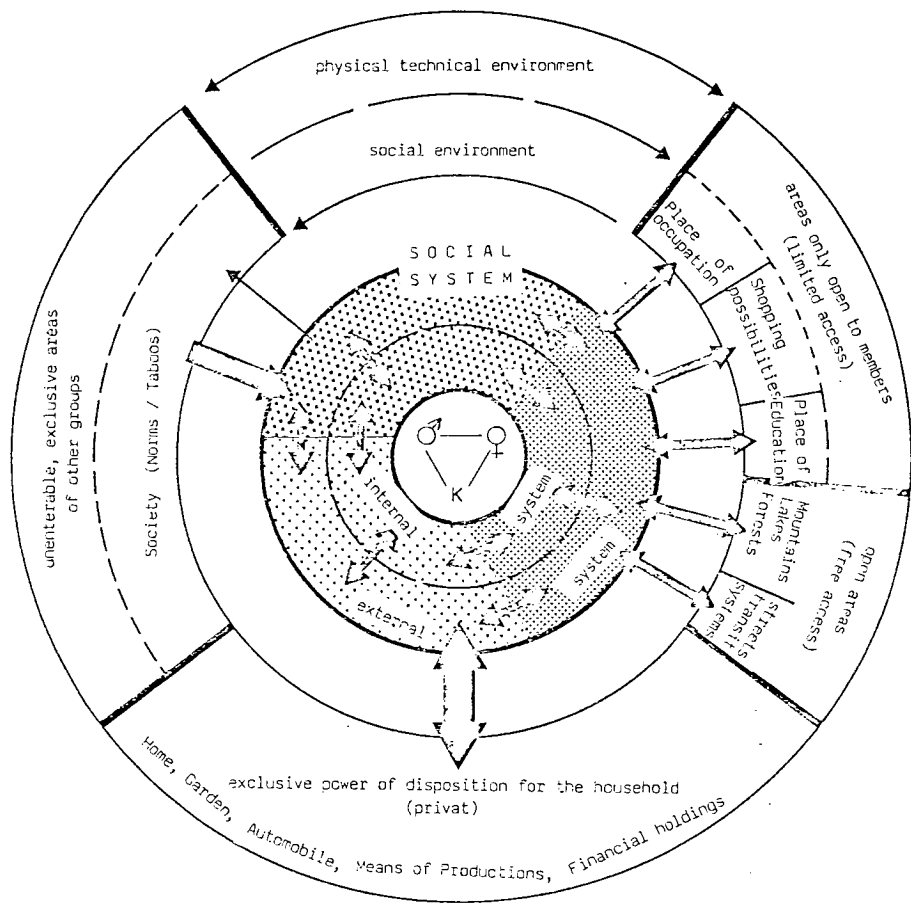 physical technical environment
social environment
SOCIAL
SYSTEM
unenterable, exclusive areas
of other groups
Society (Norms / Taboos)
Place of
occupation
Shopping
possibilities
Place of
Education
areas only open to members
(limited access)
Mountains
Lakes
Forests
streets
transit
systems
open areas
(free access)
♂
♀
K
internal
system
external
system
exclusive power of disposition for the household
(privat)
Home, Garden, Automobile, Means of Productions, Financial holdings